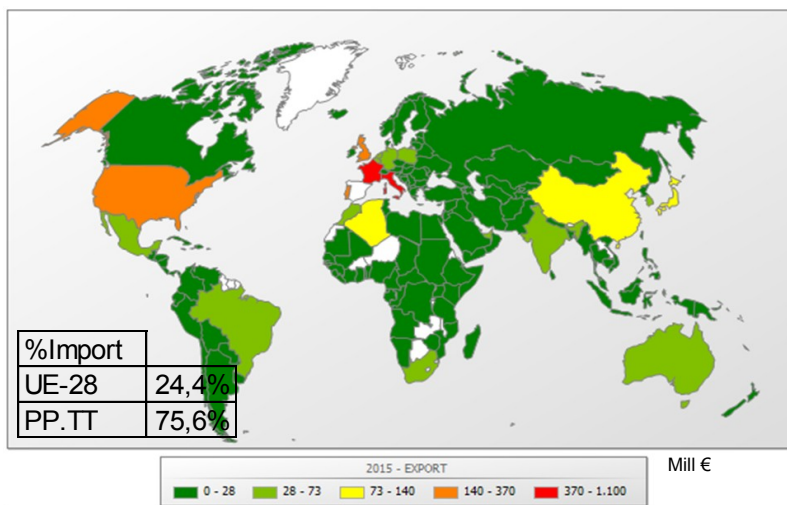 %Import
UE-28 24,4%
PP.TT 75,6%
Mill €
2015 - EXPORT
0 - 28 28 - 73 73 - 140 140 - 370 370 - 1.100